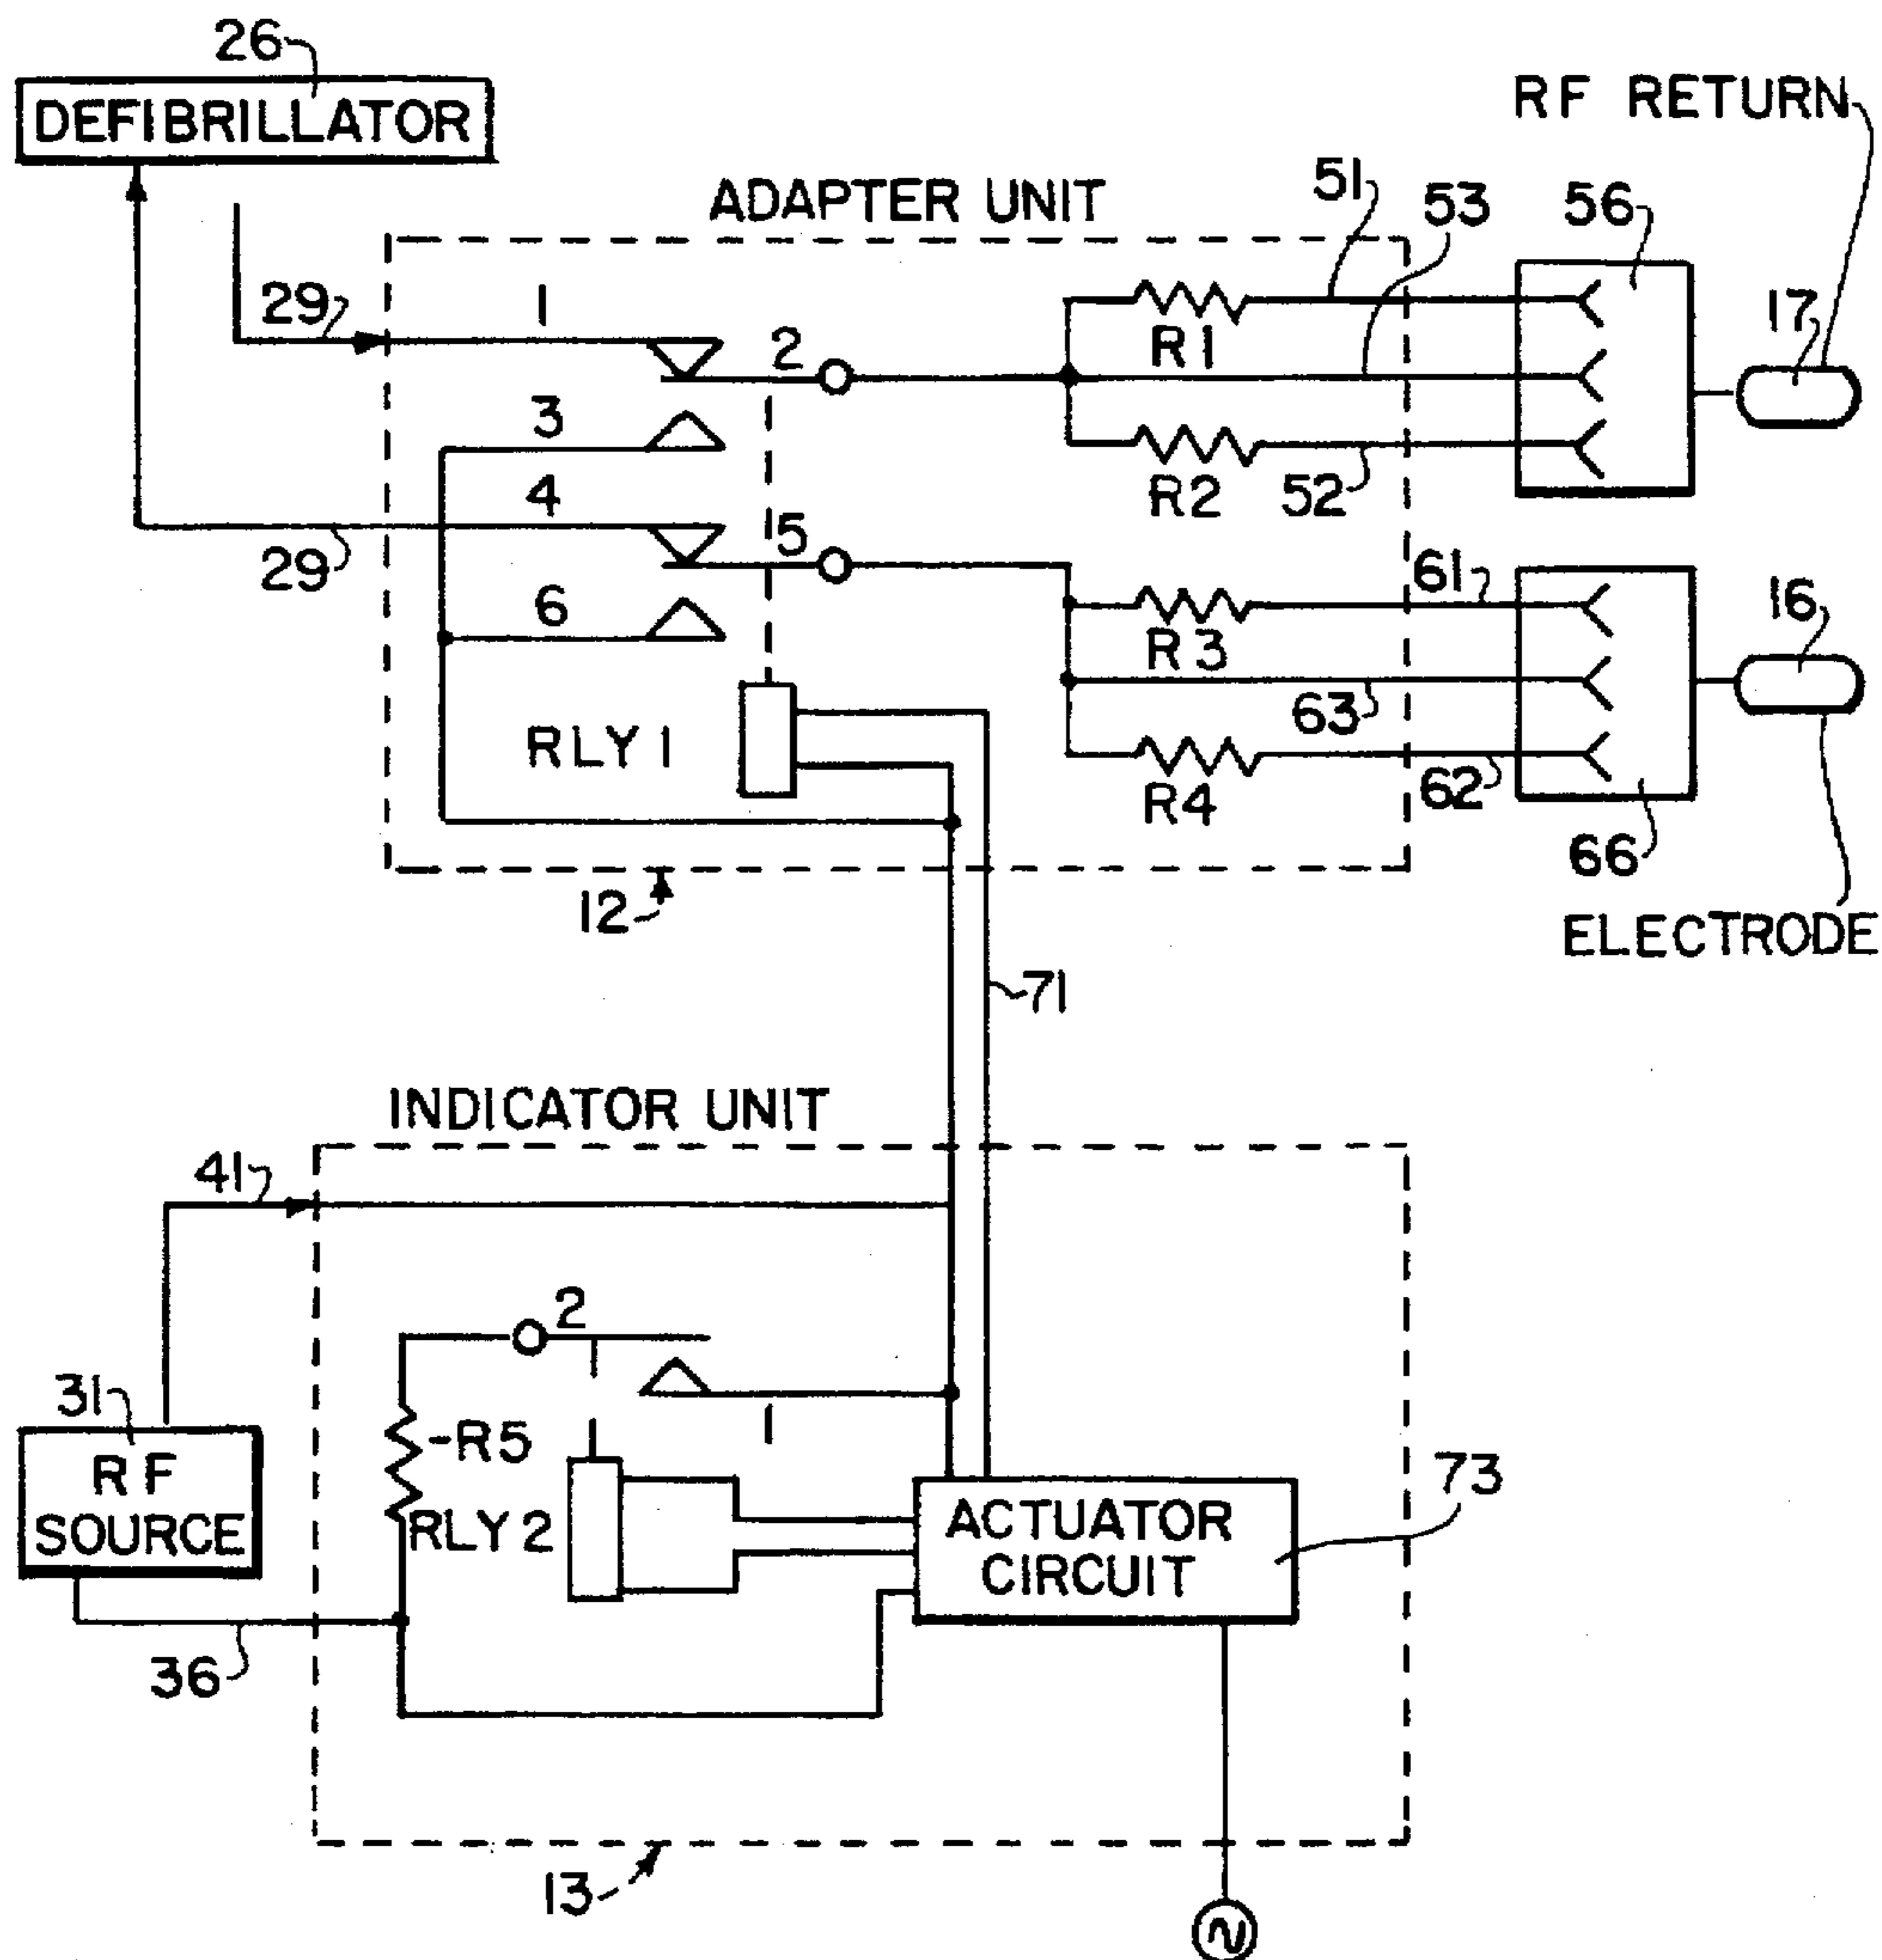 26
DEFIBRILLATOR
RF RETURN
ADAPTER UNIT
51
53
56
29
1
2
R1
17
3
R2
52
4
29
5
61
6
R3
16
63
RLY 1
R4
62
66
12
ELECTRODE
71
INDICATOR UNIT
41
2
31
-R5
1
RF
SOURCE
RLY 2
ACTUATOR
CIRCUIT
73
36
13